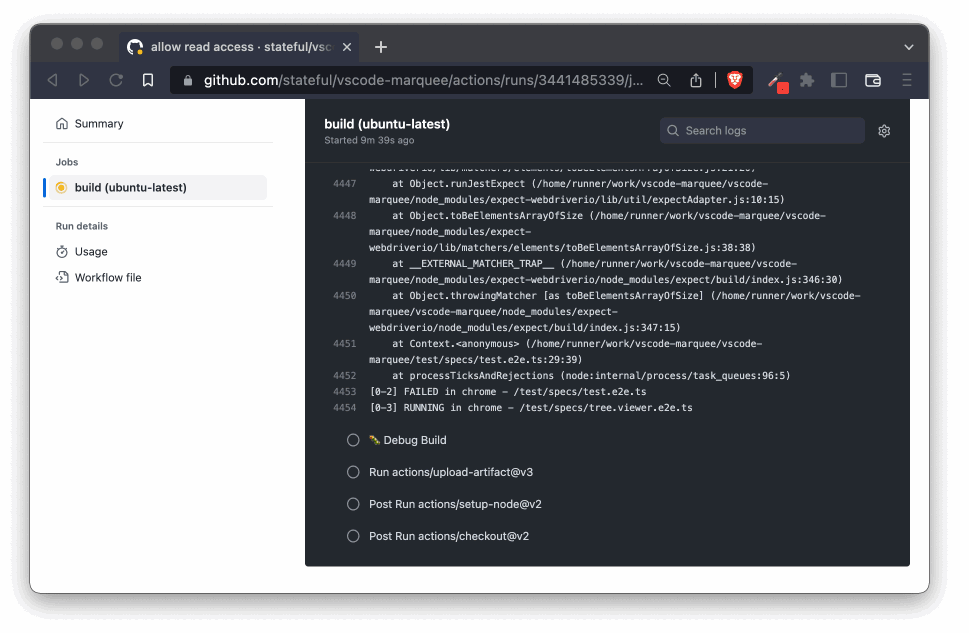 allow read access · stateful/vsc
github.com/stateful/vscode-marquee/actions/runs/3441485339/j...
Summary
Jobs
build (ubuntu-latest)
Run details
Usage
Workflow file
build (ubuntu-latest)
Started 9m 39s ago
Search logs
4447 at Object.runJestExpect (/home/runner/work/vscode-marquee/vscode-
marquee/node_modules/expect-webdriverio/lib/util/expectAdapter.js:10:15)
4448 at Object.toBeElementsArrayOfSize (/home/runner/work/vscode-marquee/vscode-
marquee/node_modules/expect-
webdriverio/lib/matchers/elements/toBeElementsArrayOfSize.js:38:38)
4449 at __EXTERNAL_MATCHER_TRAP__ (/home/runner/work/vscode-marquee/vscode-
marquee/node_modules/expect-webdriverio/node_modules/expect/build/index.js:346:30)
4450 at Object.throwingMatcher [as toBeElementsArrayOfSize] (/home/runner/work/vscode-
marquee/vscode-marquee/node_modules/expect-
webdriverio/node_modules/expect/build/index.js:347:15)
4451 at Context.<anonymous> (/home/runner/work/vscode-marquee/vscode-
marquee/test/specs/test.e2e.ts:29:39)
4452 at processTicksAndRejections (node:internal/process/task_queues:96:5)
4453 [0-2] FAILED in chrome - /test/specs/test.e2e.ts
4454 [0-3] RUNNING in chrome - /test/specs/tree.viewer.e2e.ts
🐛 Debug Build
Run actions/upload-artifact@v3
Post Run actions/setup-node@v2
Post Run actions/checkout@v2